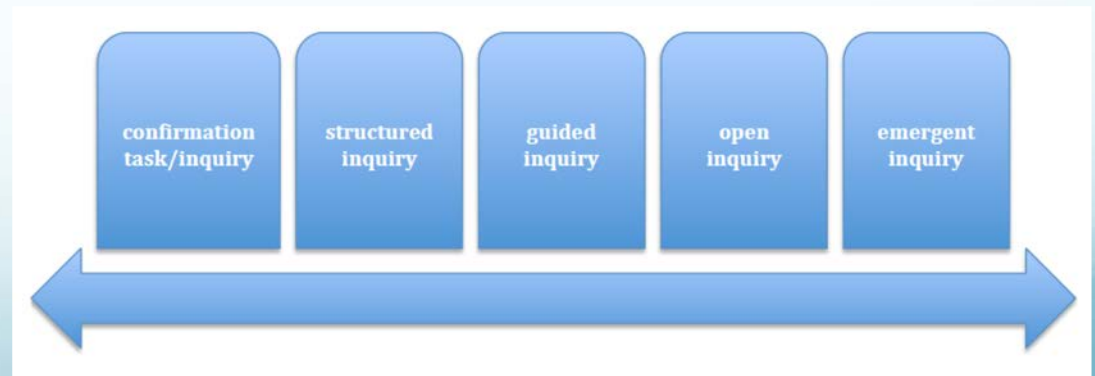 confirmation
task/inquiry
structured
inquiry
guided
inquiry
open
inquiry
emergent
inquiry